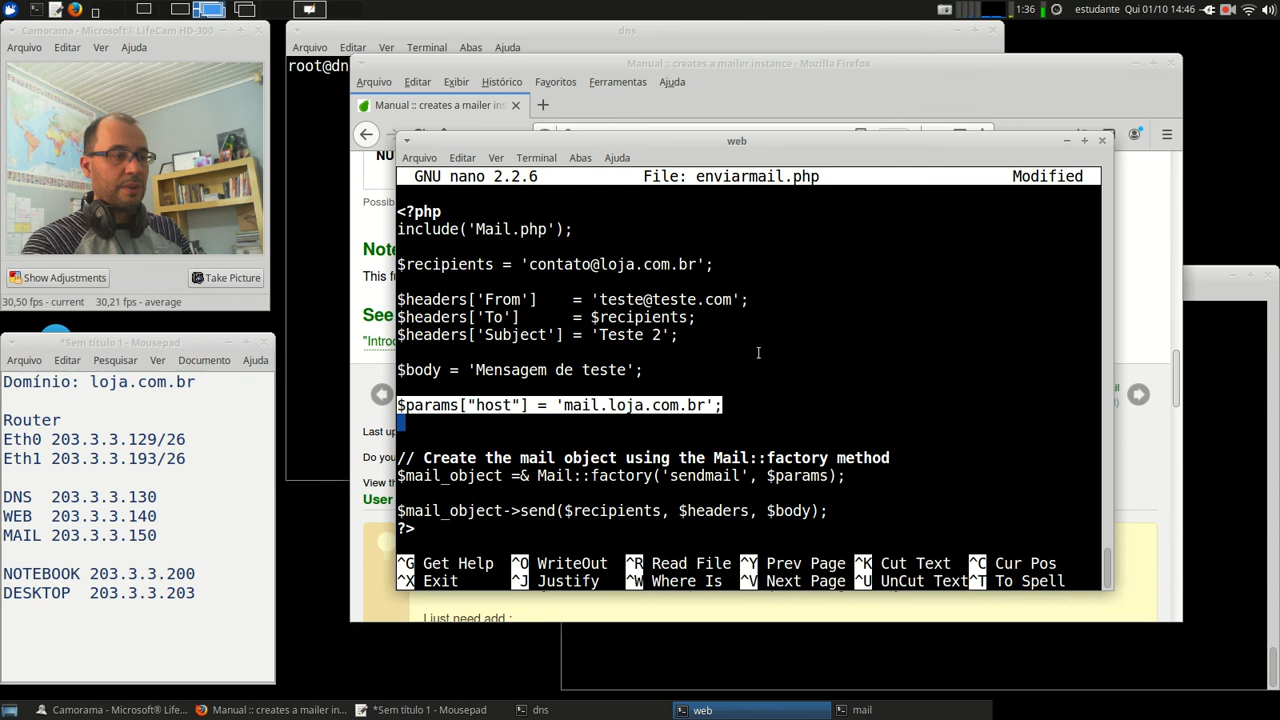 1:36 estudante Qui 01/10 14:46
Camorama - Microsoft® LifeCam HD-300
Arquivo Editar Ver Ajuda
Show Adjustments Take Picture
30,50 fps - current 30,21 fps - average
*Sem título 1 - Mousepad
Arquivo Editar Pesquisar Ver Documento Ajuda
Domínio: loja.com.br
Router
Eth0 203.3.3.129/26
Eth1 203.3.3.193/26
DNS 203.3.3.130
WEB 203.3.3.140
MAIL 203.3.3.150
NOTEBOOK 203.3.3.200
DESKTOP 203.3.3.203
dns
Arquivo Editar Ver Terminal Abas Ajuda
root@dn
Manual :: creates a mailer instance - Mozilla Firefox
Arquivo Editar Exibir Histórico Favoritos Ferramentas Ajuda
Manual :: creates a mailer ins
NU
Possib
Note
This fu
See
"Introd
Last up
Do you
View th
User
I just need add :
web
Arquivo Editar Ver Terminal Abas Ajuda
GNU nano 2.2.6 File: enviarmail.php Modified
<?php
include('Mail.php');
$recipients = 'contato@loja.com.br';
$headers['From'] = 'teste@teste.com';
$headers['To'] = $recipients;
$headers['Subject'] = 'Teste 2';
$body = 'Mensagem de teste';
$params["host"] = 'mail.loja.com.br';
// Create the mail object using the Mail::factory method
$mail_object =& Mail::factory('sendmail', $params);
$mail_object->send($recipients, $headers, $body);
?>
^G Get Help ^O WriteOut ^R Read File ^Y Prev Page ^K Cut Text ^C Cur Pos
^X Exit ^J Justify ^W Where Is ^V Next Page ^U UnCut Text ^T To Spell
Camorama - Microsoft® LifeC... Manual :: creates a mailer in... *Sem título 1 - Mousepad dns web mail